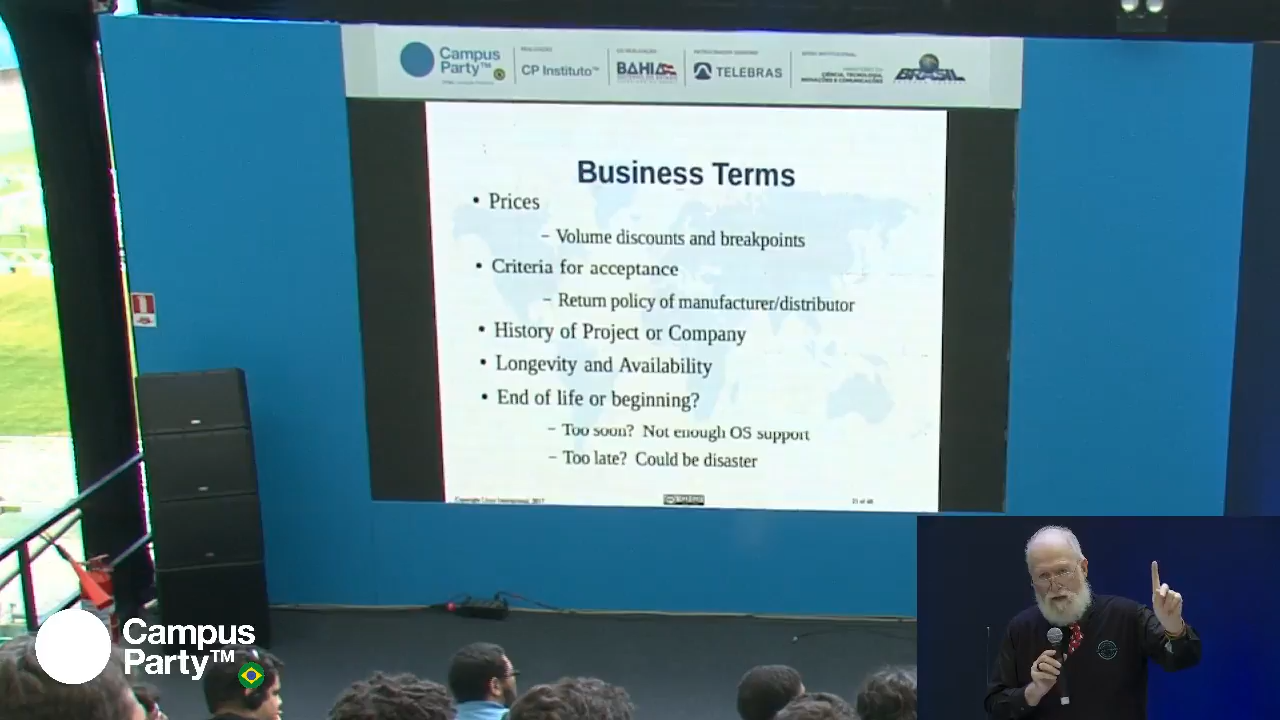 Campus
Party™
CP Instituto™
BAHIA
TELEBRAS
BRASIL
Business Terms
• Prices
– Volume discounts and breakpoints
• Criteria for acceptance
– Return policy of manufacturer/distributor
• History of Project or Company
• Longevity and Availability
• End of life or beginning?
– Too soon? Not enough OS support
– Too late? Could be disaster
Campus
Party™